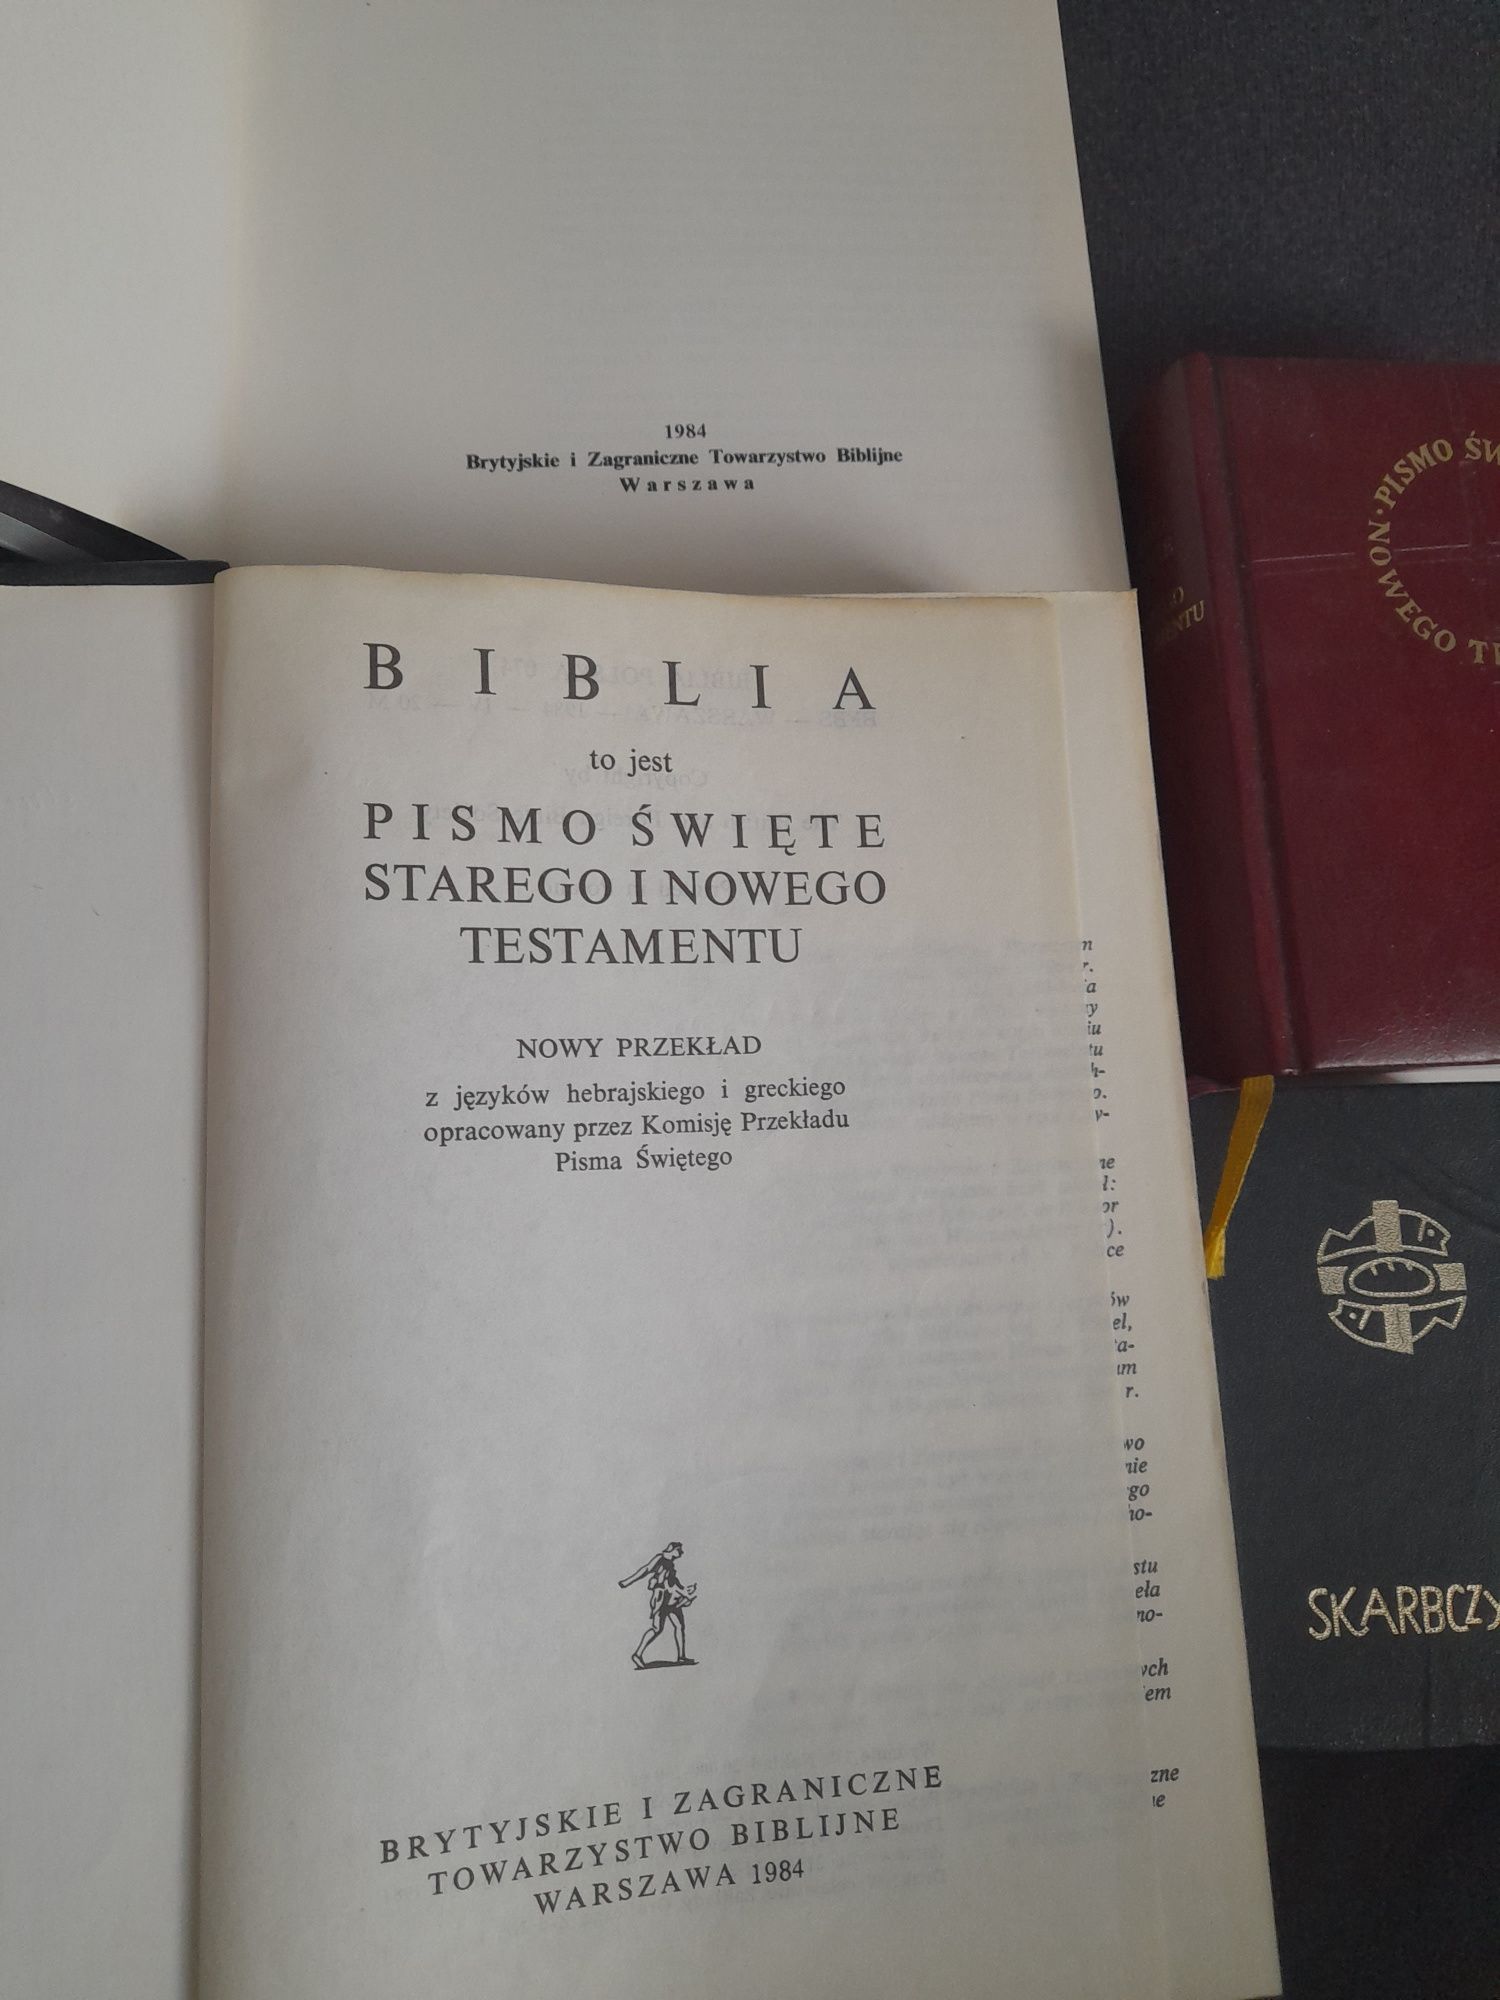 1984
Brytyjskie i Zagraniczne Towarzystwo Biblijne
Warszawa
BIBLIA
to jest
PISMO ŚWIĘTE
STAREGO I NOWEGO
TESTAMENTU
NOWY PRZEKŁAD
z języków hebrajskiego i greckiego
opracowany przez Komisję Przekładu
Pisma Świętego
BRYTYJSKIE I ZAGRANICZNE
TOWARZYSTWO BIBLIJNE
WARSZAWA 1984
NOWEGO
PISMO